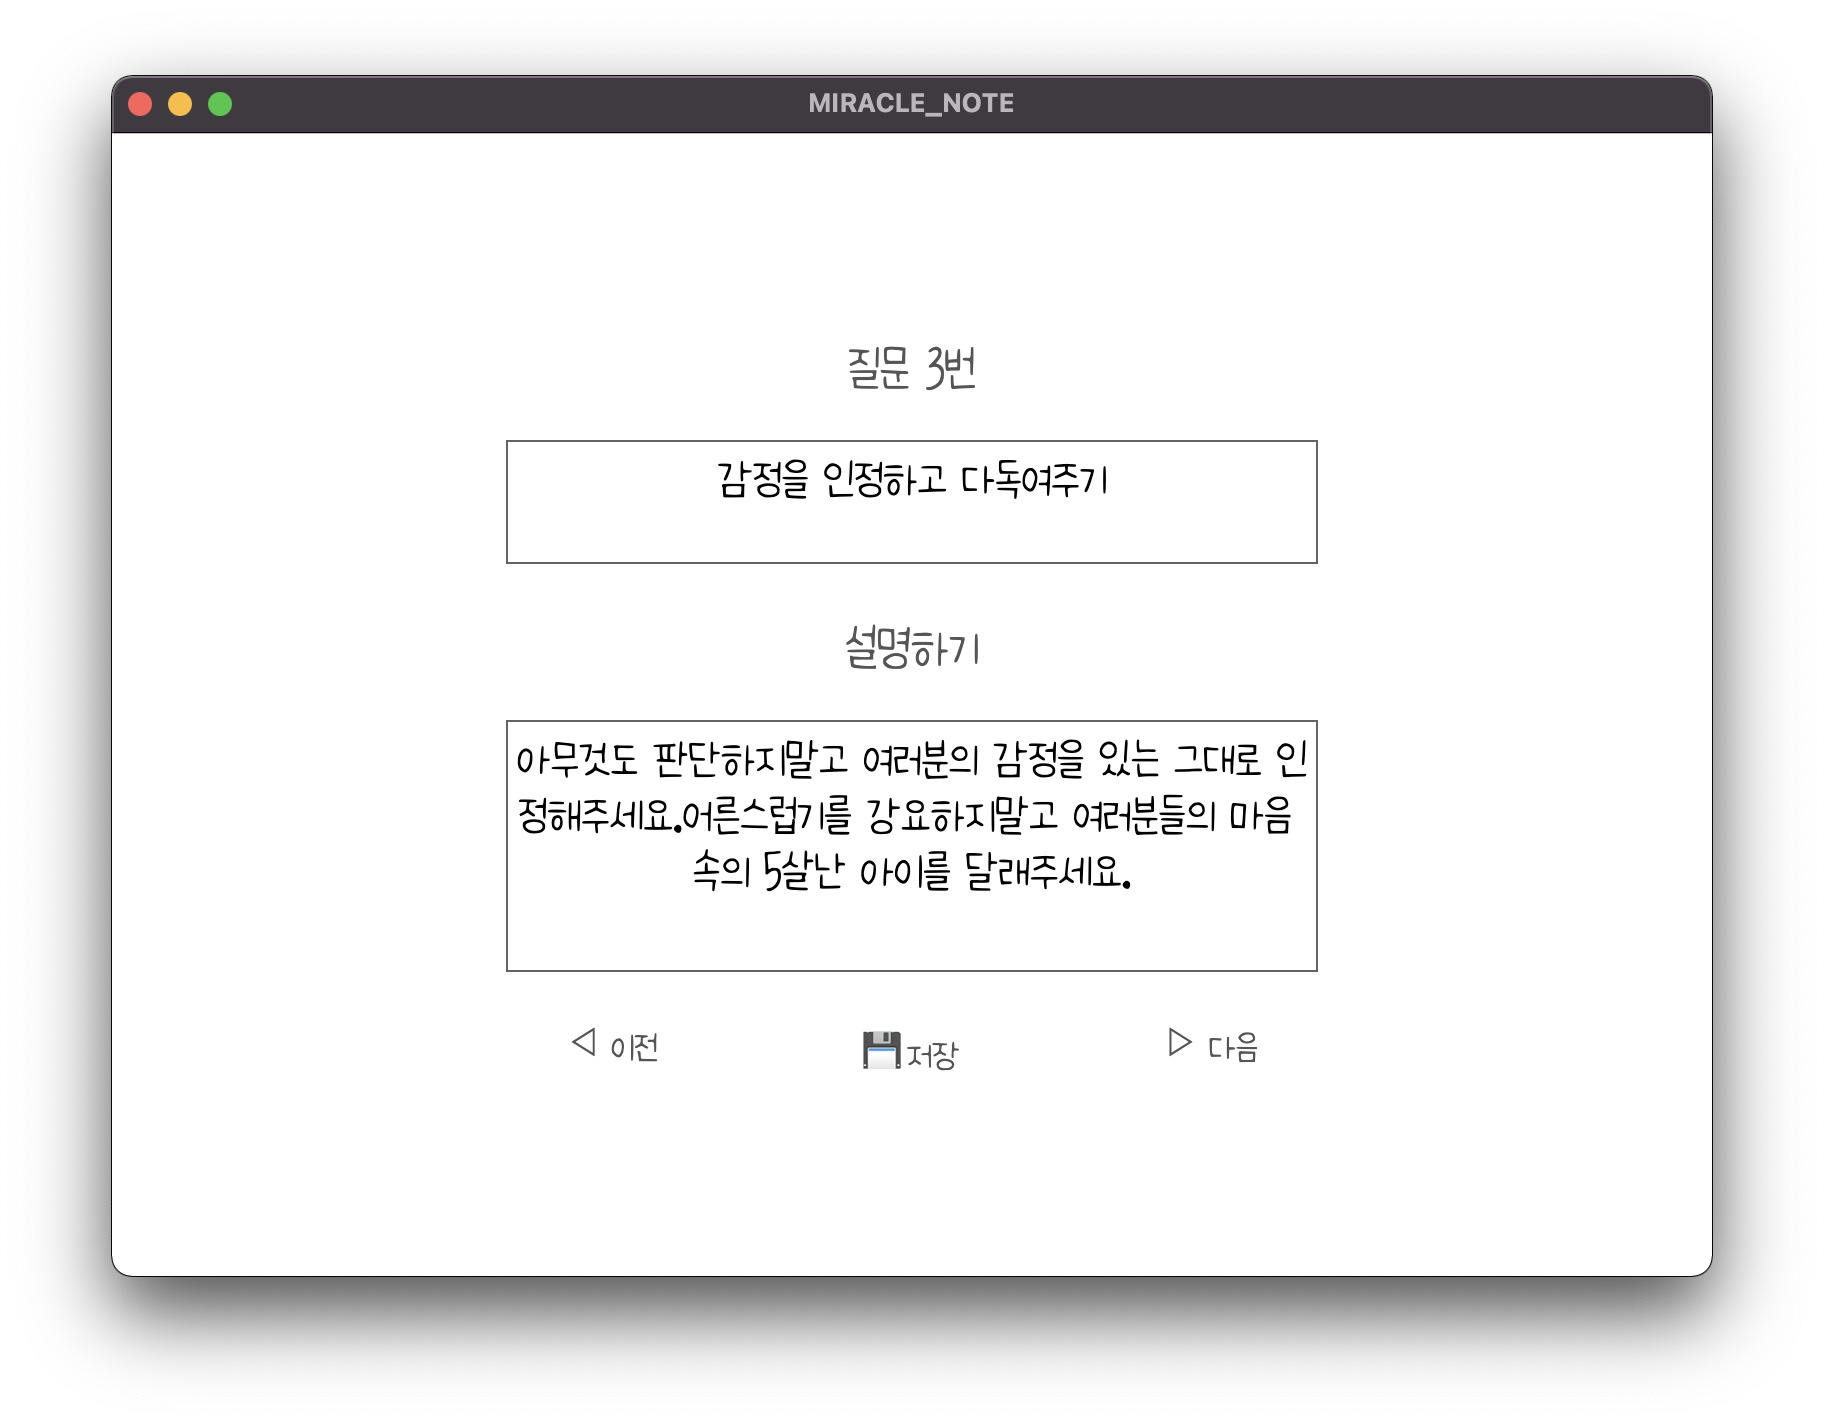 MIRACLE_NOTE
질문 3번
감정을 인정하고 다독여주기
설명하기
아무것도 판단하지말고 여러분의 감정을 있는 그대로 인
정해주세요.어른스럽기를 강요하지말고 여러분들의 마음
속의 5살난 아이를 달래주세요.
◁ 이전 💾저장 ▷ 다음